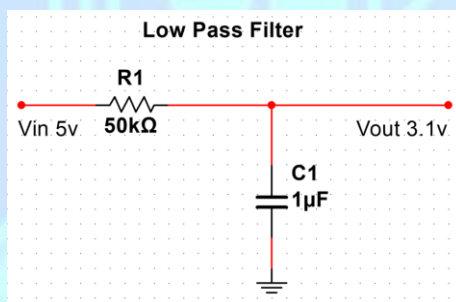 Low Pass Filter
R1
Vin 5v 50kΩ Vout 3.1v
C1
1µF